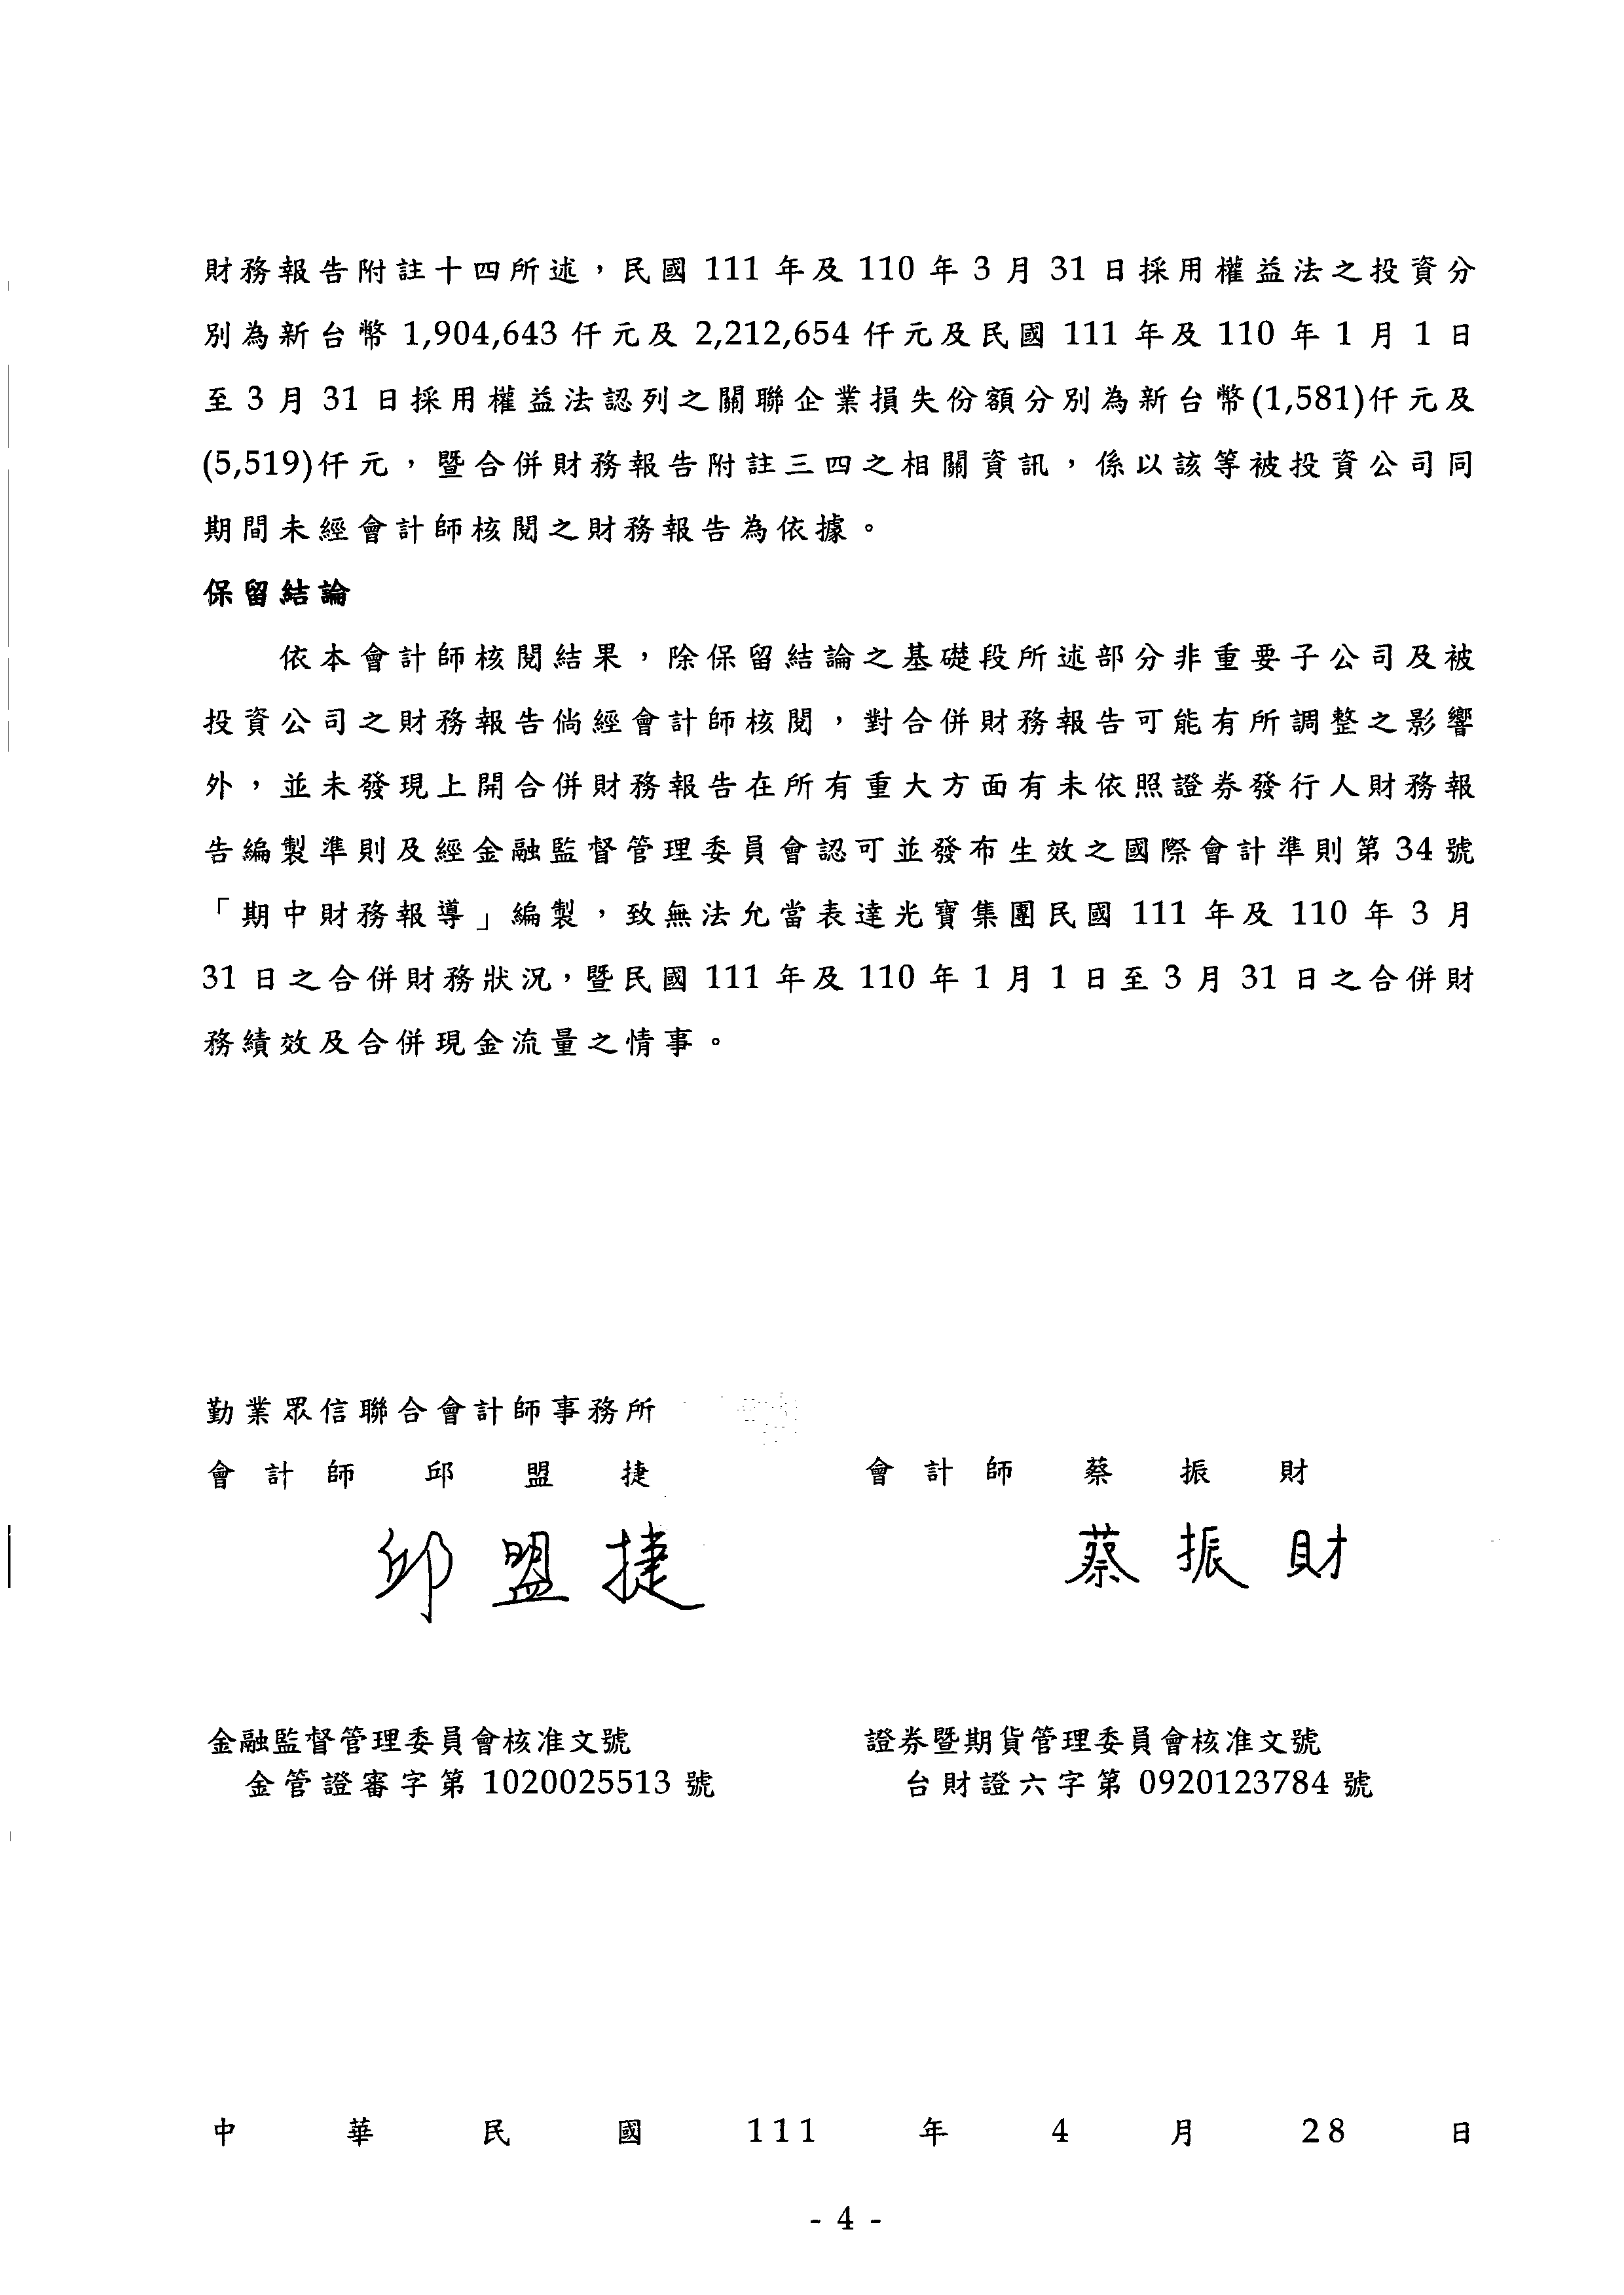 財務報告附註十四所述，民國 111 年及 110 年 3 月 31 日採用權益法之投資分
別為新台幣 1,904,643 仟元及 2,212,654 仟元及民國 111 年及 110 年 1 月 1 日
至 3 月 31 日採用權益法認列之關聯企業損失份額分別為新台幣(1,581)仟元及
(5,519)仟元，暨合併財務報告附註三四之相關資訊，係以該等被投資公司同
期間未經會計師核閱之財務報告為依據。
保留結論
依本會計師核閱結果，除保留結論之基礎段所述部分非重要子公司及被
投資公司之財務報告倘經會計師核閱，對合併財務報告可能有所調整之影響
外，並未發現上開合併財務報告在所有重大方面有未依照證券發行人財務報
告編製準則及經金融監督管理委員會認可並發布生效之國際會計準則第 34 號
「期中財務報導」編製，致無法允當表達光寶集團民國 111 年及 110 年 3 月
31 日之合併財務狀況，暨民國 111 年及 110 年 1 月 1 日至 3 月 31 日之合併財
務績效及合併現金流量之情事。
勤業眾信聯合會計師事務所
會計師 邱盟捷 會計師 蔡振財
邱盟捷 蔡振財
金融監督管理委員會核准文號 證券暨期貨管理委員會核准文號
金管證審字第 1020025513 號 台財證六字第 0920123784 號
中華民國 111 年 4 月 28 日
- 4 -